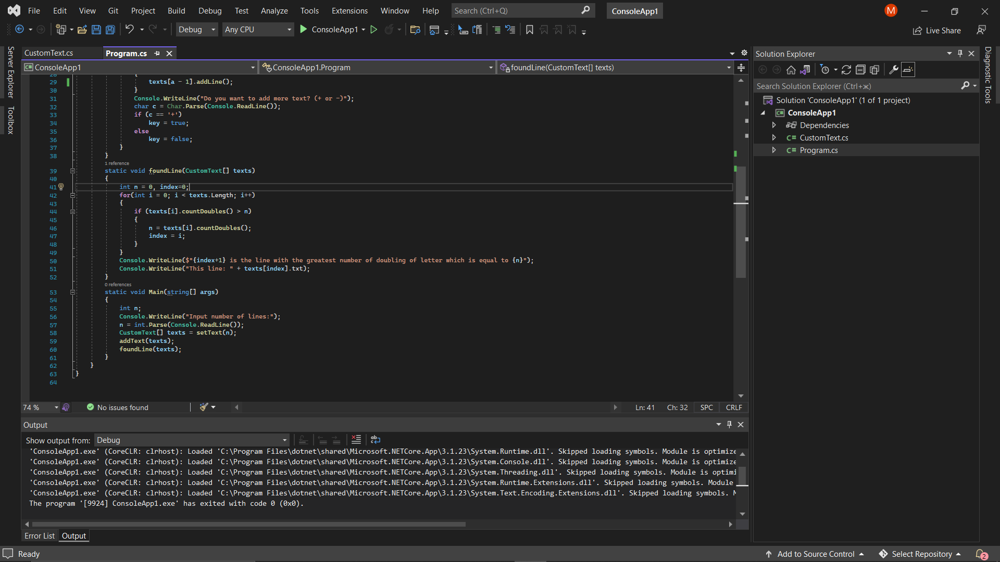 File Edit View Git Project Build Debug Test Analyze Tools Extensions Window Help Search (Ctrl+Q) ConsoleApp1 M
Debug Any CPU ConsoleApp1 Live Share
Server Explorer
Toolbox
CustomText.cs Program.cs
ConsoleApp1 ConsoleApp1.Program foundLine(CustomText[] texts)
28 {
29 texts[a - 1].addLine();
30 }
31 Console.WriteLine("Do you want to add more text? (+ or -)");
32 char c = Char.Parse(Console.ReadLine());
33 if (c == '+')
34 key = true;
35 else
36 key = false;
37 }
38 }
1 reference
39 static void foundLine(CustomText[] texts)
40 {
41 int n = 0, index=0;
42 for(int i = 0; i < texts.Length; i++)
43 {
44 if (texts[i].countDoubles() > n)
45 {
46 n = texts[i].countDoubles();
47 index = i;
48 }
49 }
50 Console.WriteLine($"{index+1} is the line with the greatest number of doubling of letter which is equal to {n}");
51 Console.WriteLine("This line: " + texts[index].txt);
52 }
0 references
53 static void Main(string[] args)
54 {
55 int n;
56 Console.WriteLine("Input number of lines:");
57 n = int.Parse(Console.ReadLine());
58 CustomText[] texts = setText(n);
59 addText(texts);
60 foundLine(texts);
61 }
62 }
63 }
64
74 % No issues found Ln: 41 Ch: 32 SPC CRLF
Output
Show output from: Debug
'ConsoleApp1.exe' (CoreCLR: clrhost): Loaded 'C:\Program Files\dotnet\shared\Microsoft.NETCore.App\3.1.23\System.Runtime.dll'. Skipped loading symbols. Module is optimize
'ConsoleApp1.exe' (CoreCLR: clrhost): Loaded 'C:\Program Files\dotnet\shared\Microsoft.NETCore.App\3.1.23\System.Console.dll'. Skipped loading symbols. Module is optimize
'ConsoleApp1.exe' (CoreCLR: clrhost): Loaded 'C:\Program Files\dotnet\shared\Microsoft.NETCore.App\3.1.23\System.Threading.dll'. Skipped loading symbols. Module is optimi
'ConsoleApp1.exe' (CoreCLR: clrhost): Loaded 'C:\Program Files\dotnet\shared\Microsoft.NETCore.App\3.1.23\System.Runtime.Extensions.dll'. Skipped loading symbols. Module
'ConsoleApp1.exe' (CoreCLR: clrhost): Loaded 'C:\Program Files\dotnet\shared\Microsoft.NETCore.App\3.1.23\System.Text.Encoding.Extensions.dll'. Skipped loading symbols. M
The program '[9924] ConsoleApp1.exe' has exited with code 0 (0x0).
Error List Output
Solution Explorer
Search Solution Explorer (Ctrl+ж)
Solution 'ConsoleApp1' (1 of 1 project)
C# ConsoleApp1
Dependencies
C# CustomText.cs
C# Program.cs
Diagnostic Tools
Ready Add to Source Control Select Repository 2